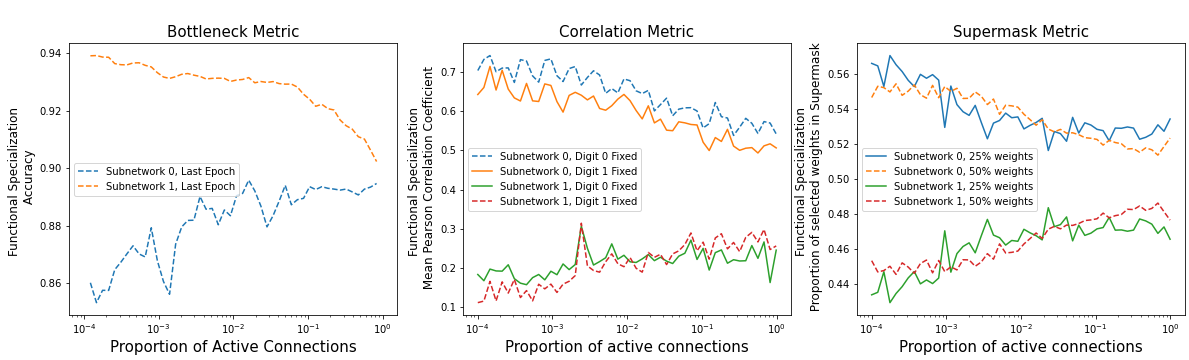 Bottleneck Metric
Functional Specialization
Accuracy
0.94
0.92
0.90
0.88
0.86
Subnetwork 0, Last Epoch
Subnetwork 1, Last Epoch
10⁻⁴
10⁻³
10⁻²
10⁻¹
10⁰
Proportion of Active Connections
Correlation Metric
Functional Specialization
Mean Pearson Correlation Coefficient
0.7
0.6
0.5
0.4
0.3
0.2
0.1
Subnetwork 0, Digit 0 Fixed
Subnetwork 0, Digit 1 Fixed
Subnetwork 1, Digit 0 Fixed
Subnetwork 1, Digit 1 Fixed
10⁻⁴
10⁻³
10⁻²
10⁻¹
10⁰
Proportion of active connections
Supermask Metric
Functional Specialization
Proportion of selected weights in Supermask
0.56
0.54
0.52
0.50
0.48
0.46
0.44
Subnetwork 0, 25% weights
Subnetwork 0, 50% weights
Subnetwork 1, 25% weights
Subnetwork 1, 50% weights
10⁻⁴
10⁻³
10⁻²
10⁻¹
10⁰
Proportion of active connections